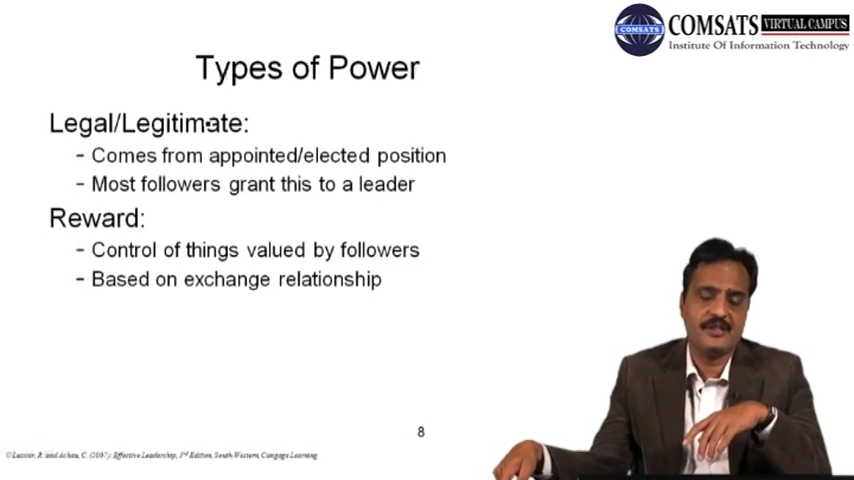 COMSATS VIRTUAL CAMPUS
Institute Of Information Technology
COMSATS
Types of Power
Legal/Legitimate:
- Comes from appointed/elected position
- Most followers grant this to a leader
Reward:
- Control of things valued by followers
- Based on exchange relationship
8
© Lussier, R. and Achua, C. (2007) Effective Leadership, 3rd Edition, South-Western, Cengage Learning